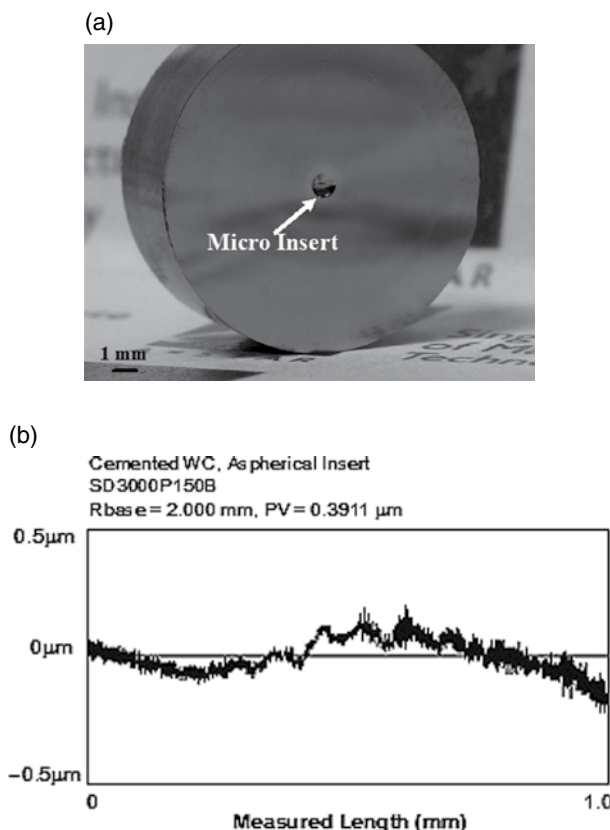 (a)
Micro Insert
1 mm
(b)
Cemented WC, Aspherical Insert
SD3000P150B
Rbase = 2.000 mm, PV = 0.3911 μm
0.5μm
0μm
−0.5μm
0
1.0
Measured Length (mm)